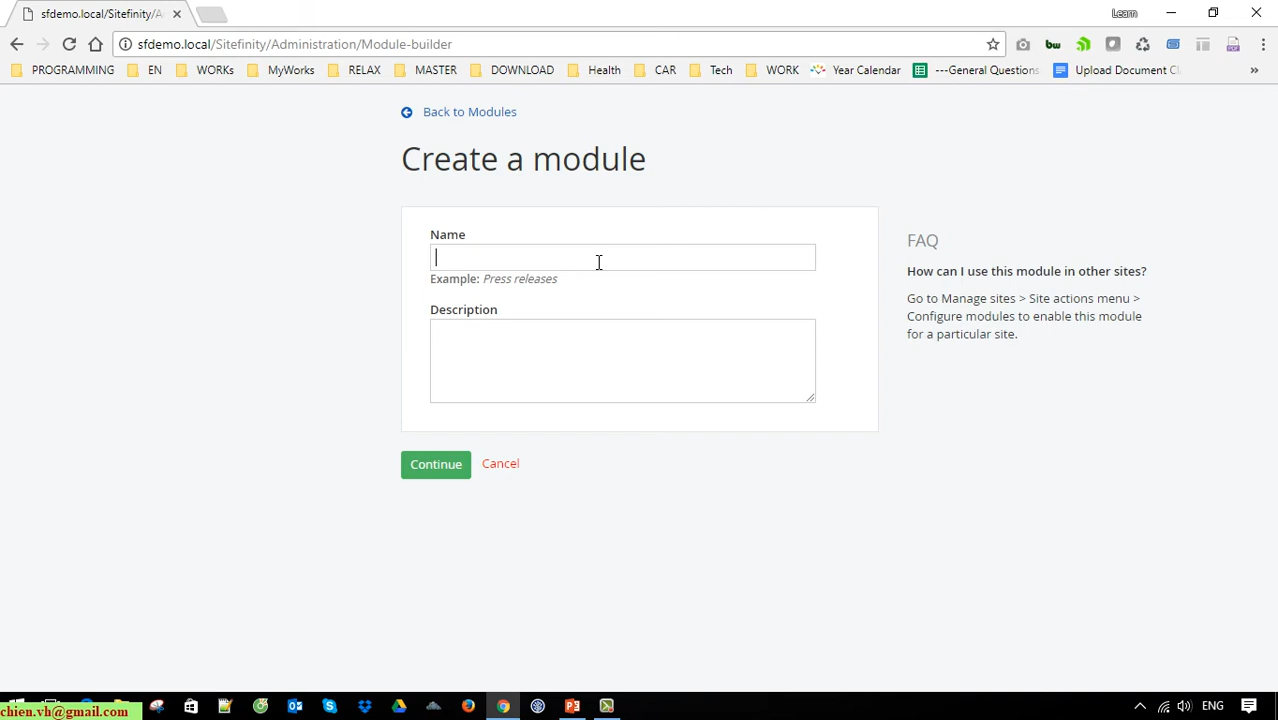 sfdemo.local/Sitefinity/A
Learn
sfdemo.local/Sitefinity/Administration/Module-builder
PROGRAMMING EN WORKs MyWorks RELAX MASTER DOWNLOAD Health CAR Tech WORK Year Calendar ---General Questions Upload Document Cl »
Back to Modules
Create a module
Name
Example: Press releases
Description
Continue Cancel
FAQ
How can I use this module in other sites?
Go to Manage sites > Site actions menu >
Configure modules to enable this module
for a particular site.
chien.vh@gmail.com
ENG